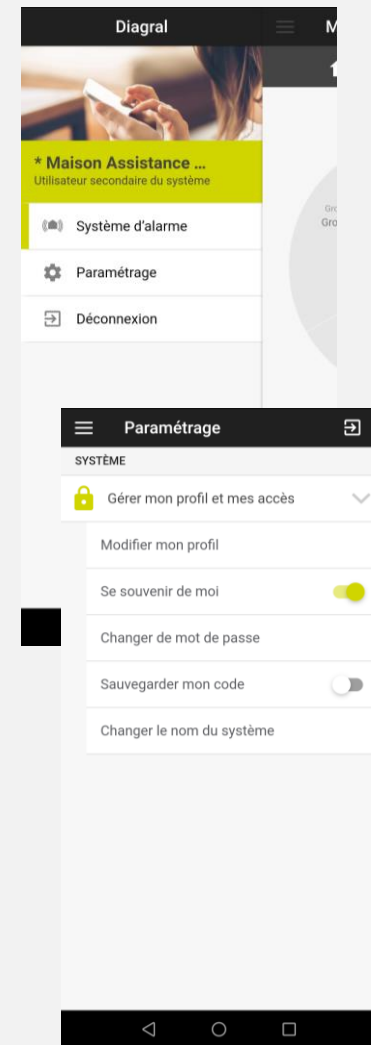 Diagral
M
* Maison Assistance ...
Utilisateur secondaire du système
Système d'alarme
Gro
Gro
Paramétrage
Déconnexion
Paramétrage
SYSTÈME
Gérer mon profil et mes accès
Modifier mon profil
Se souvenir de moi
Changer de mot de passe
Sauvegarder mon code
Changer le nom du système